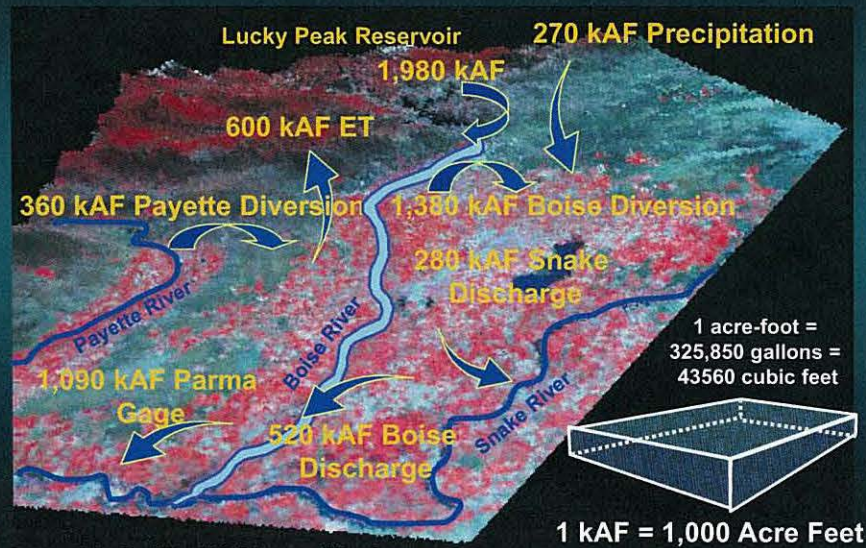 Lucky Peak Reservoir
1,980 kAF
270 kAF Precipitation
600 kAF ET
360 kAF Payette Diversion
1,380 kAF Boise Diversion
280 kAF Snake
Discharge
Payette River
Boise River
Snake River
1,090 kAF Parma
Gage
520 kAF Boise
Discharge
1 acre-foot =
325,850 gallons =
43560 cubic feet
1 kAF = 1,000 Acre Feet